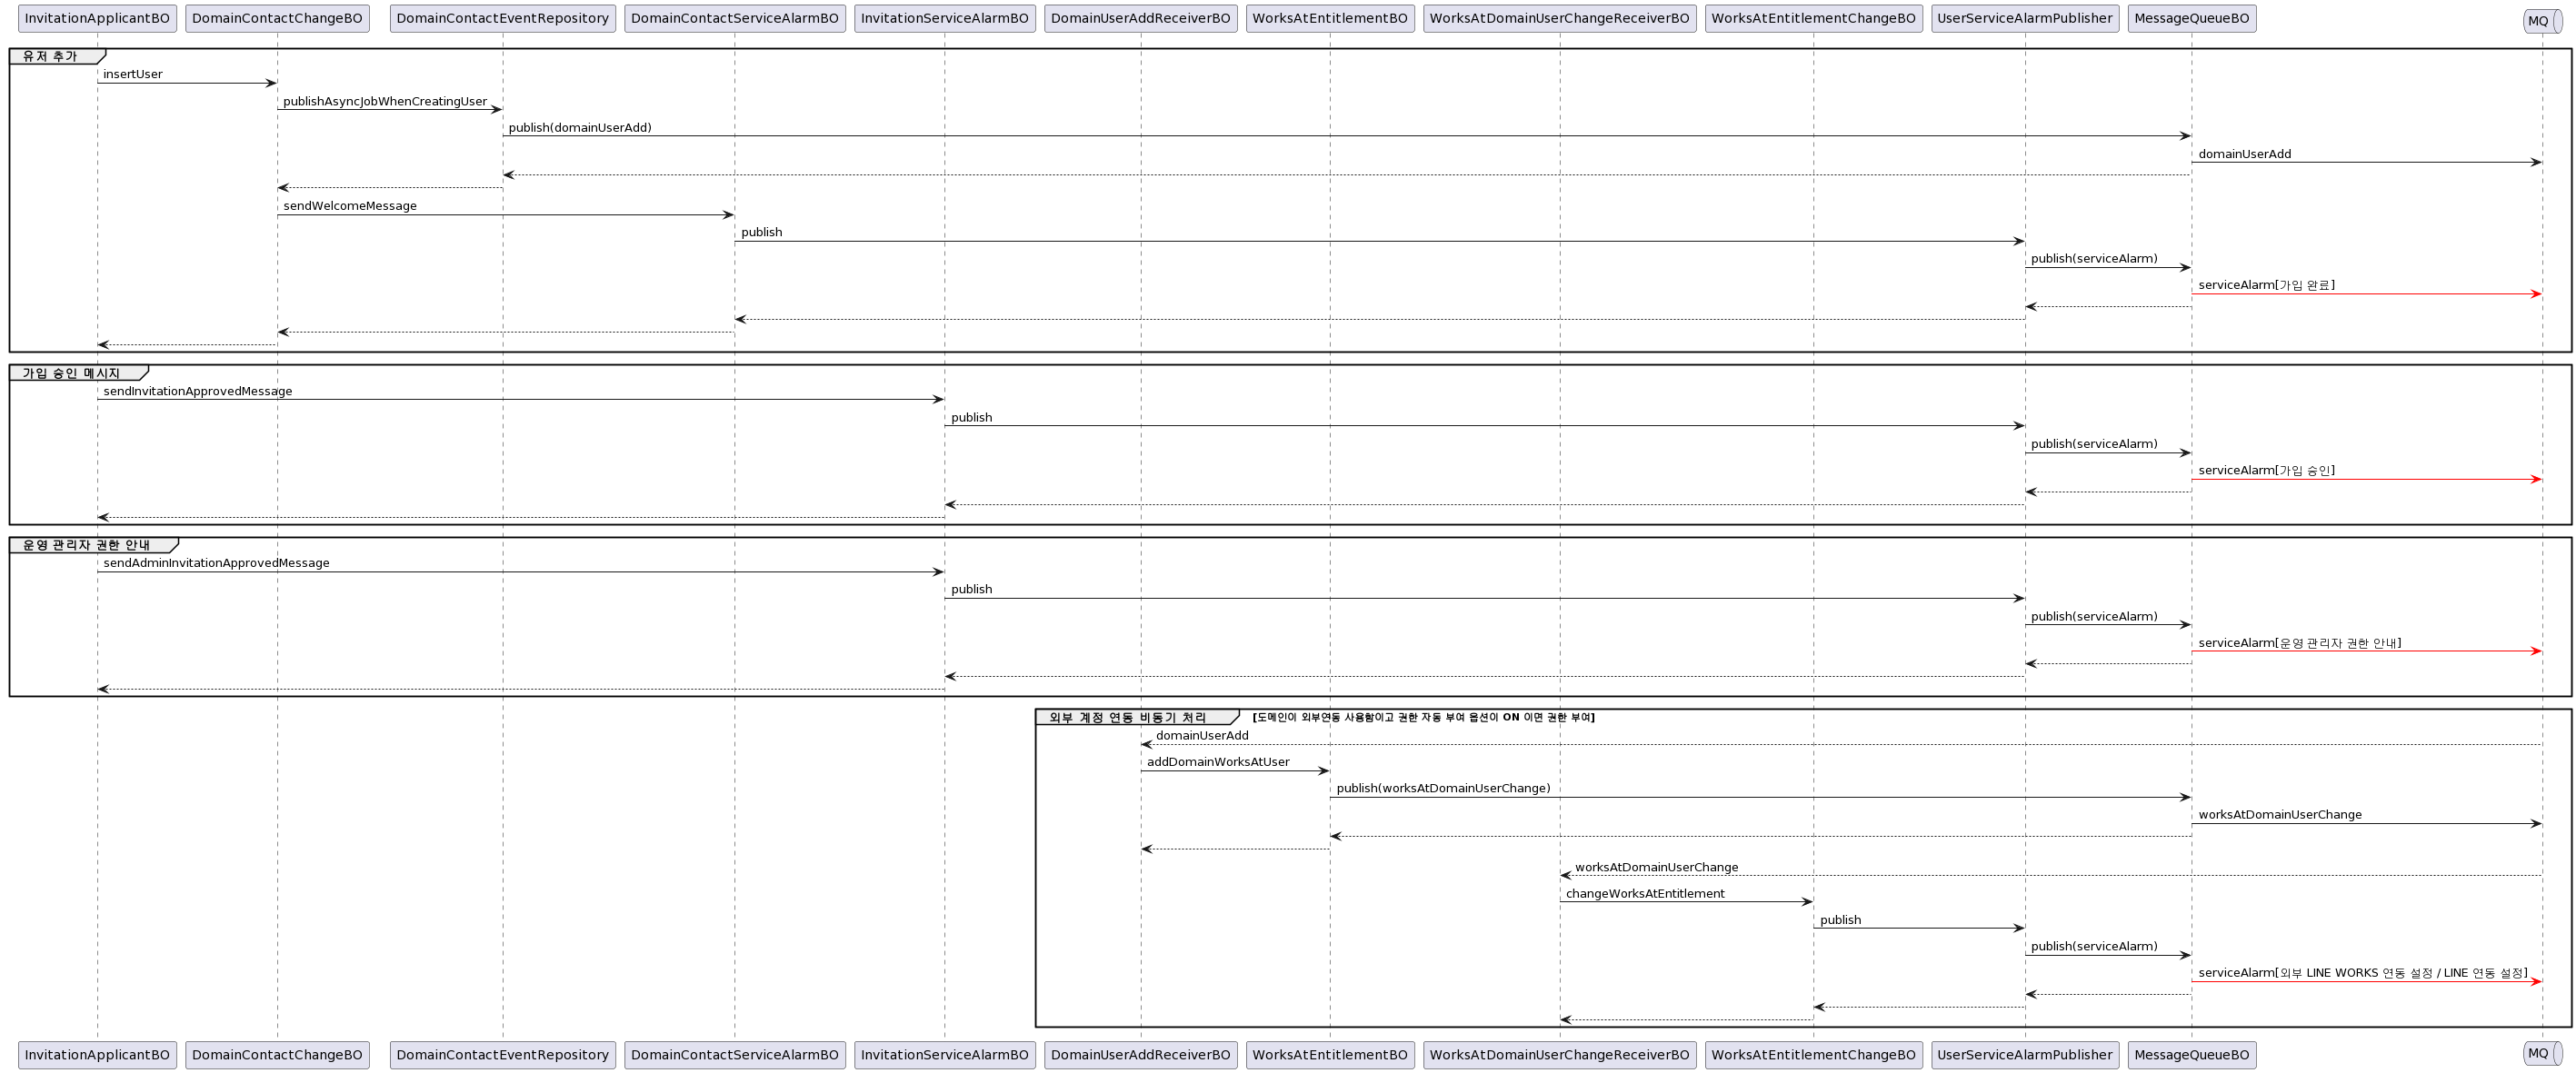 InvitationApplicantBO
DomainContactChangeBO
DomainContactEventRepository
DomainContactServiceAlarmBO
InvitationServiceAlarmBO
DomainUserAddReceiverBO
WorksAtEntitlementBO
WorksAtDomainUserChangeReceiverBO
WorksAtEntitlementChangeBO
UserServiceAlarmPublisher
MessageQueueBO
MQ
유저 추가
insertUser
publishAsyncJobWhenCreatingUser
publish(domainUserAdd)
domainUserAdd
sendWelcomeMessage
publish
publish(serviceAlarm)
serviceAlarm[가입 완료]
가입 승인 메시지
sendInvitationApprovedMessage
publish
publish(serviceAlarm)
serviceAlarm[가입 승인]
운영 관리자 권한 안내
sendAdminInvitationApprovedMessage
publish
publish(serviceAlarm)
serviceAlarm[운영 관리자 권한 안내]
외부 계정 연동 비동기 처리
[도메인이 외부연동 사용함이고 권한 자동 부여 옵션이 ON 이면 권한 부여]
domainUserAdd
addDomainWorksAtUser
publish(worksAtDomainUserChange)
worksAtDomainUserChange
worksAtDomainUserChange
changeWorksAtEntitlement
publish
publish(serviceAlarm)
serviceAlarm[외부 LINE WORKS 연동 설정 / LINE 연동 설정]
InvitationApplicantBO
DomainContactChangeBO
DomainContactEventRepository
DomainContactServiceAlarmBO
InvitationServiceAlarmBO
DomainUserAddReceiverBO
WorksAtEntitlementBO
WorksAtDomainUserChangeReceiverBO
WorksAtEntitlementChangeBO
UserServiceAlarmPublisher
MessageQueueBO
MQ